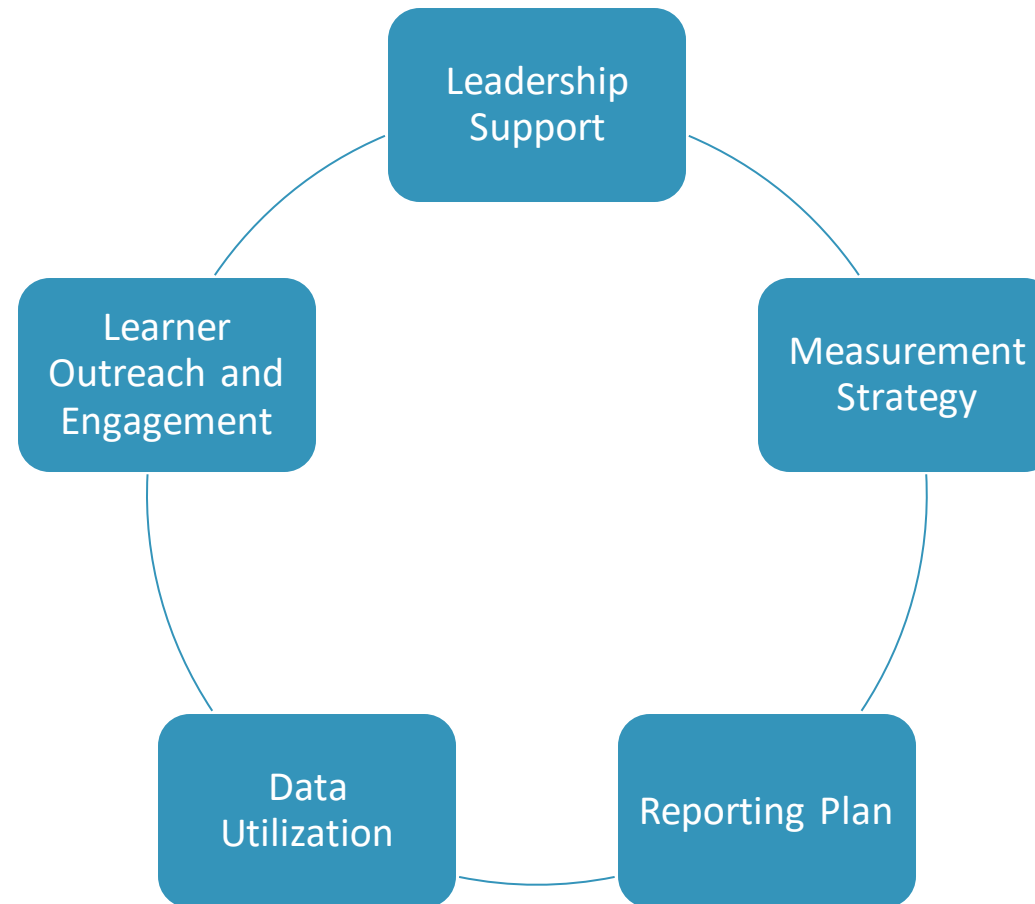 Leadership
Support
Measurement
Strategy
Reporting Plan
Data
Utilization
Learner
Outreach and
Engagement